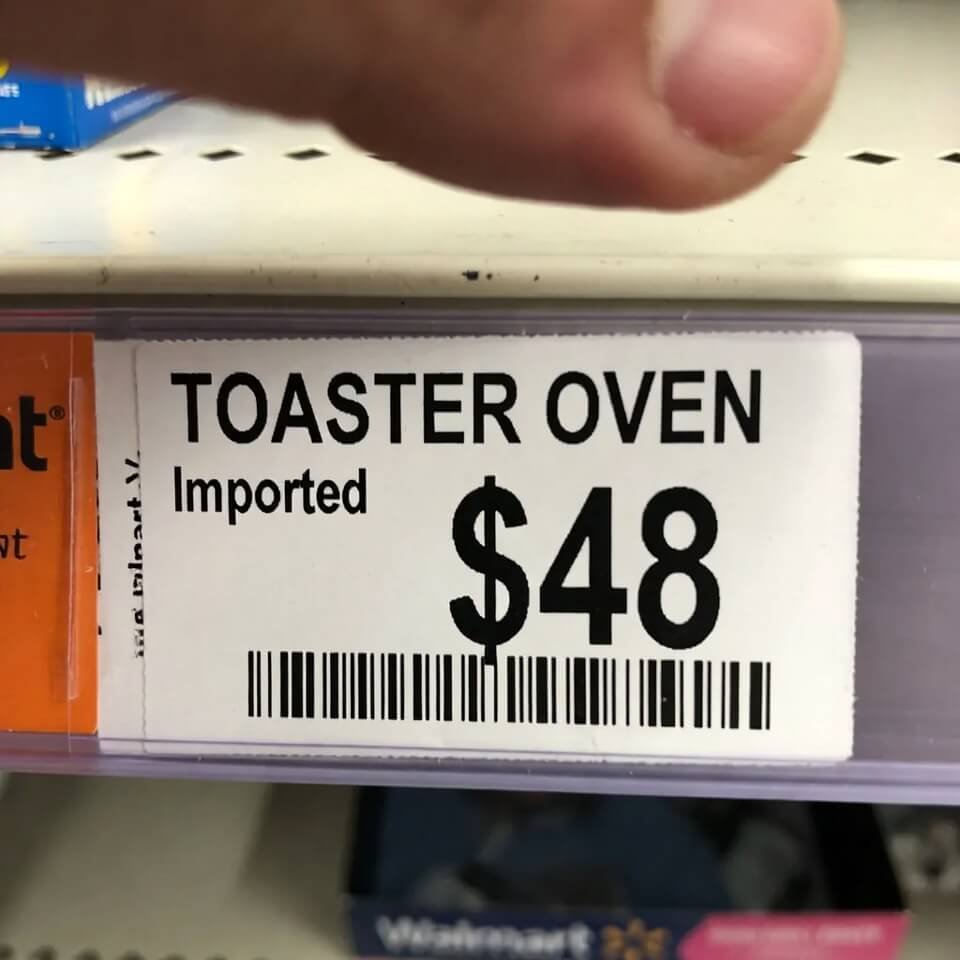 TOASTER OVEN
Imported
$48
Walmart